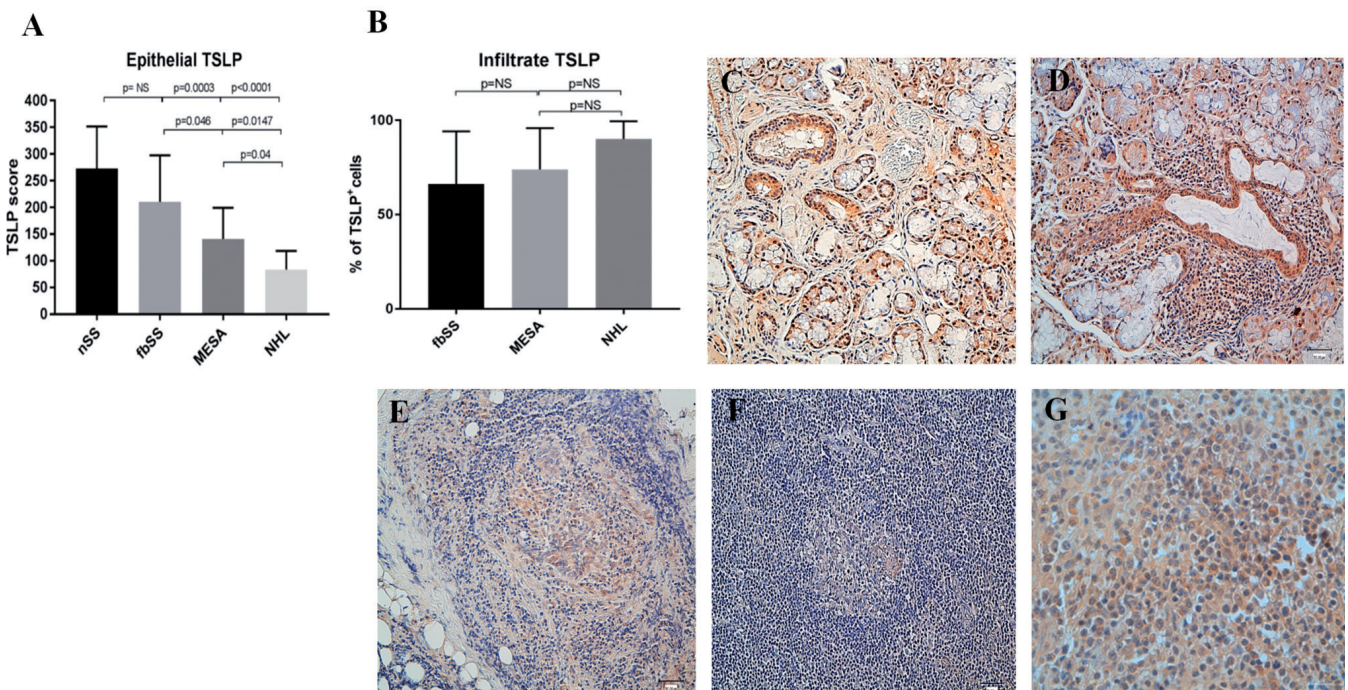 A
Epithelial TSLP
p= NS p=0.0003 p<0.0001
p=0.046 p=0.0147
p=0.04
TSLP score
400
350
300
250
200
150
100
50
0
nSS fbSS MESA NHL
B
Infiltrate TSLP
p=NS p=NS
p=NS
% of TSLP⁺cells
100
50
0
fbSS MESA NHL
C
D
E
F
G